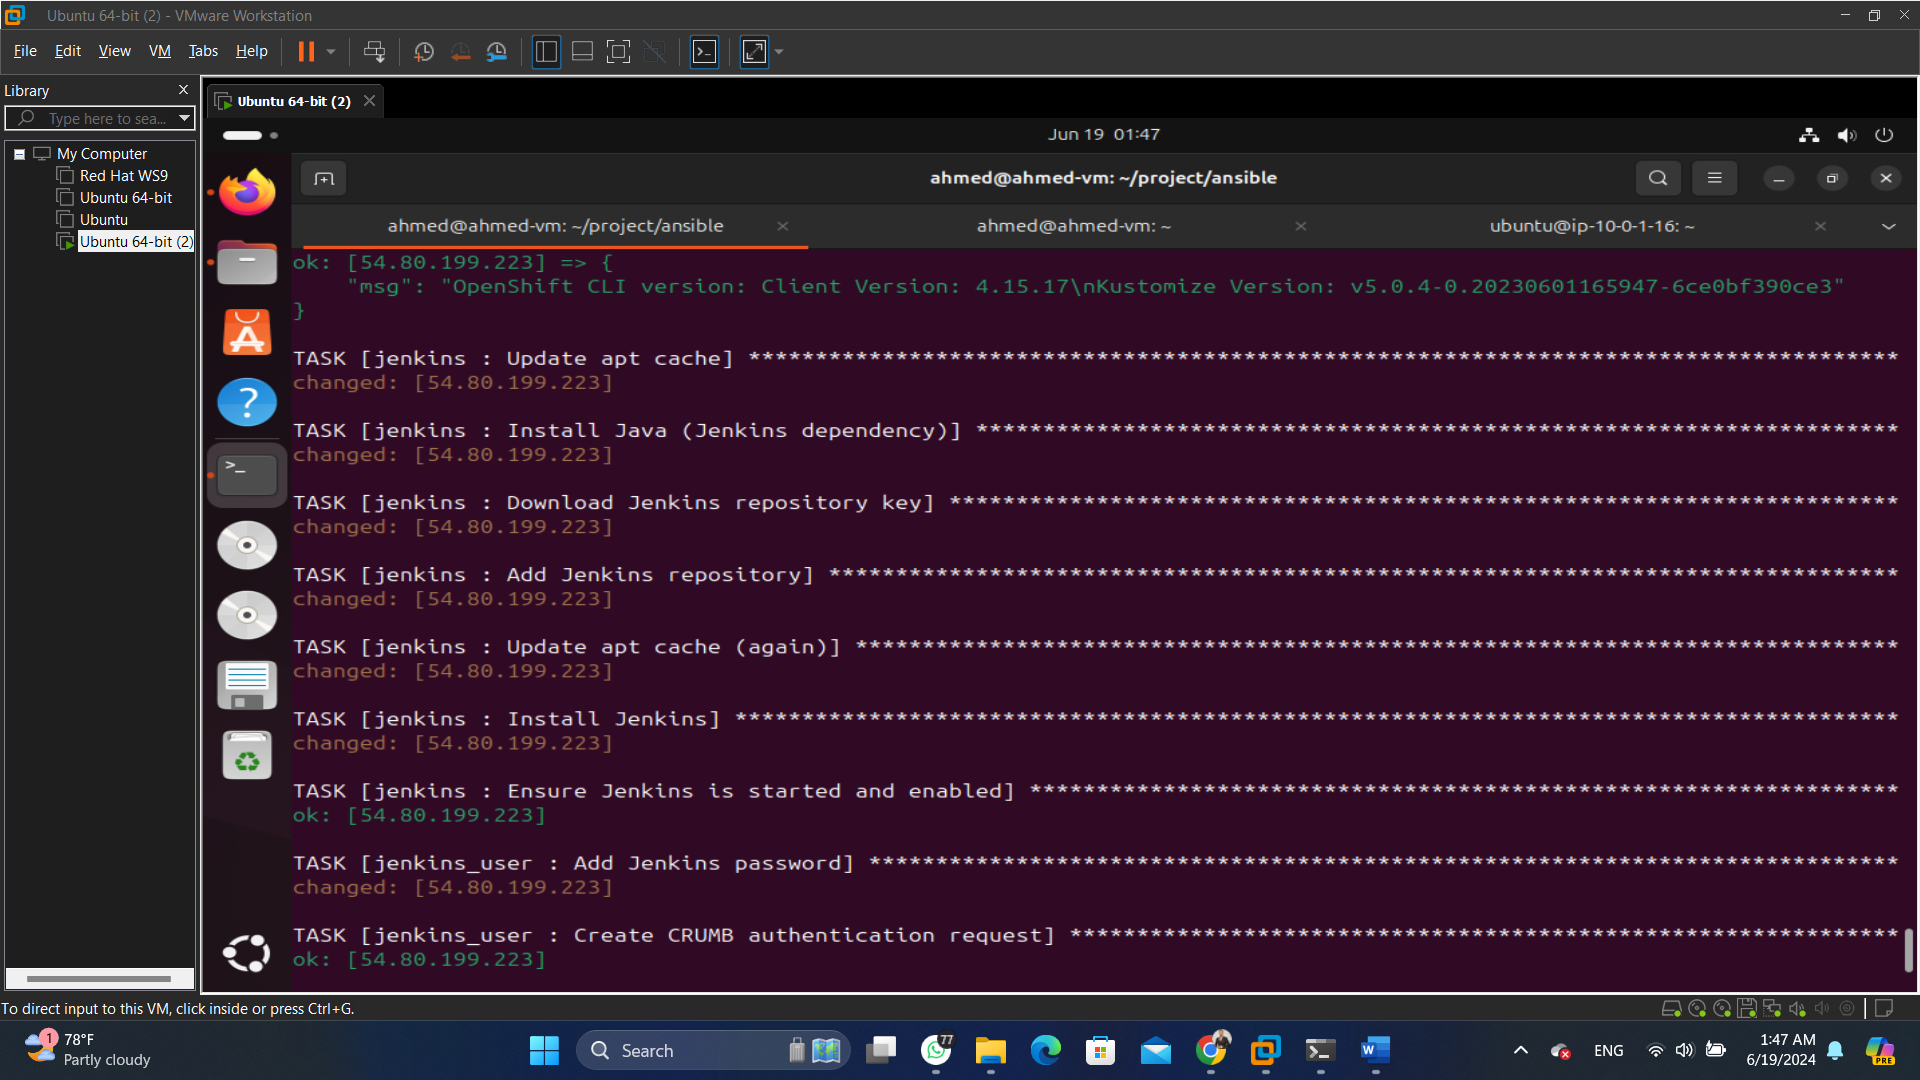 Ubuntu 64-bit (2) - VMware Workstation
File Edit View VM Tabs Help
Library
Type here to sea...
My Computer
Red Hat WS9
Ubuntu 64-bit
Ubuntu
Ubuntu 64-bit (2)
Ubuntu 64-bit (2)
Jun 19 01:47
ahmed@ahmed-vm: ~/project/ansible
ahmed@ahmed-vm: ~/project/ansible
ahmed@ahmed-vm: ~
ubuntu@ip-10-0-1-16: ~
ok: [54.80.199.223] => {
"msg": "OpenShift CLI version: Client Version: 4.15.17\nKustomize Version: v5.0.4-0.20230601165947-6ce0bf390ce3"
}
TASK [jenkins : Update apt cache] **************************************************************************************
changed: [54.80.199.223]
TASK [jenkins : Install Java (Jenkins dependency)] *********************************************************************
changed: [54.80.199.223]
TASK [jenkins : Download Jenkins repository key] ***********************************************************************
changed: [54.80.199.223]
TASK [jenkins : Add Jenkins repository] ********************************************************************************
changed: [54.80.199.223]
TASK [jenkins : Update apt cache (again)] ******************************************************************************
changed: [54.80.199.223]
TASK [jenkins : Install Jenkins] ***************************************************************************************
changed: [54.80.199.223]
TASK [jenkins : Ensure Jenkins is started and enabled] *****************************************************************
ok: [54.80.199.223]
TASK [jenkins_user : Add Jenkins password] *****************************************************************************
changed: [54.80.199.223]
TASK [jenkins_user : Create CRUMB authentication request] **************************************************************
ok: [54.80.199.223]
To direct input to this VM, click inside or press Ctrl+G.
1
78°F
Partly cloudy
Search
77
ENG
1:47 AM
6/19/2024
PRE